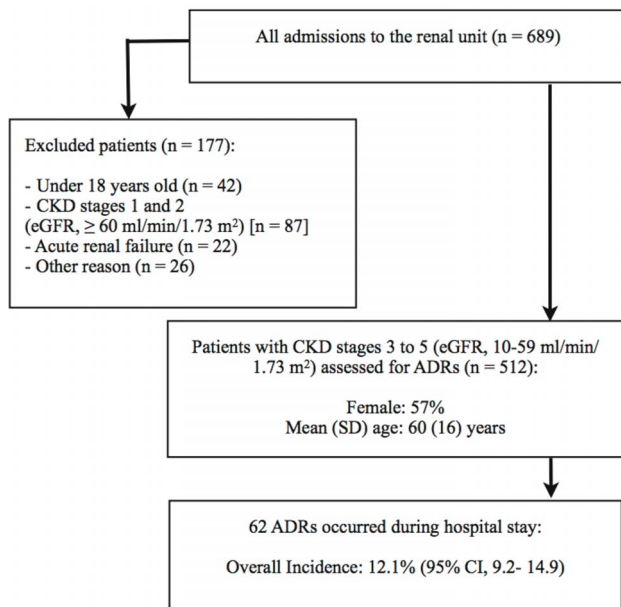 All admissions to the renal unit (n = 689)
Excluded patients (n = 177):
- Under 18 years old (n = 42)
- CKD stages 1 and 2
(eGFR, ≥ 60 ml/min/1.73 m²) [n = 87]
- Acute renal failure (n = 22)
- Other reason (n = 26)
Patients with CKD stages 3 to 5 (eGFR, 10-59 ml/min/
1.73 m²) assessed for ADRs (n = 512):
Female: 57%
Mean (SD) age: 60 (16) years
62 ADRs occurred during hospital stay:
Overall Incidence: 12.1% (95% CI, 9.2- 14.9)